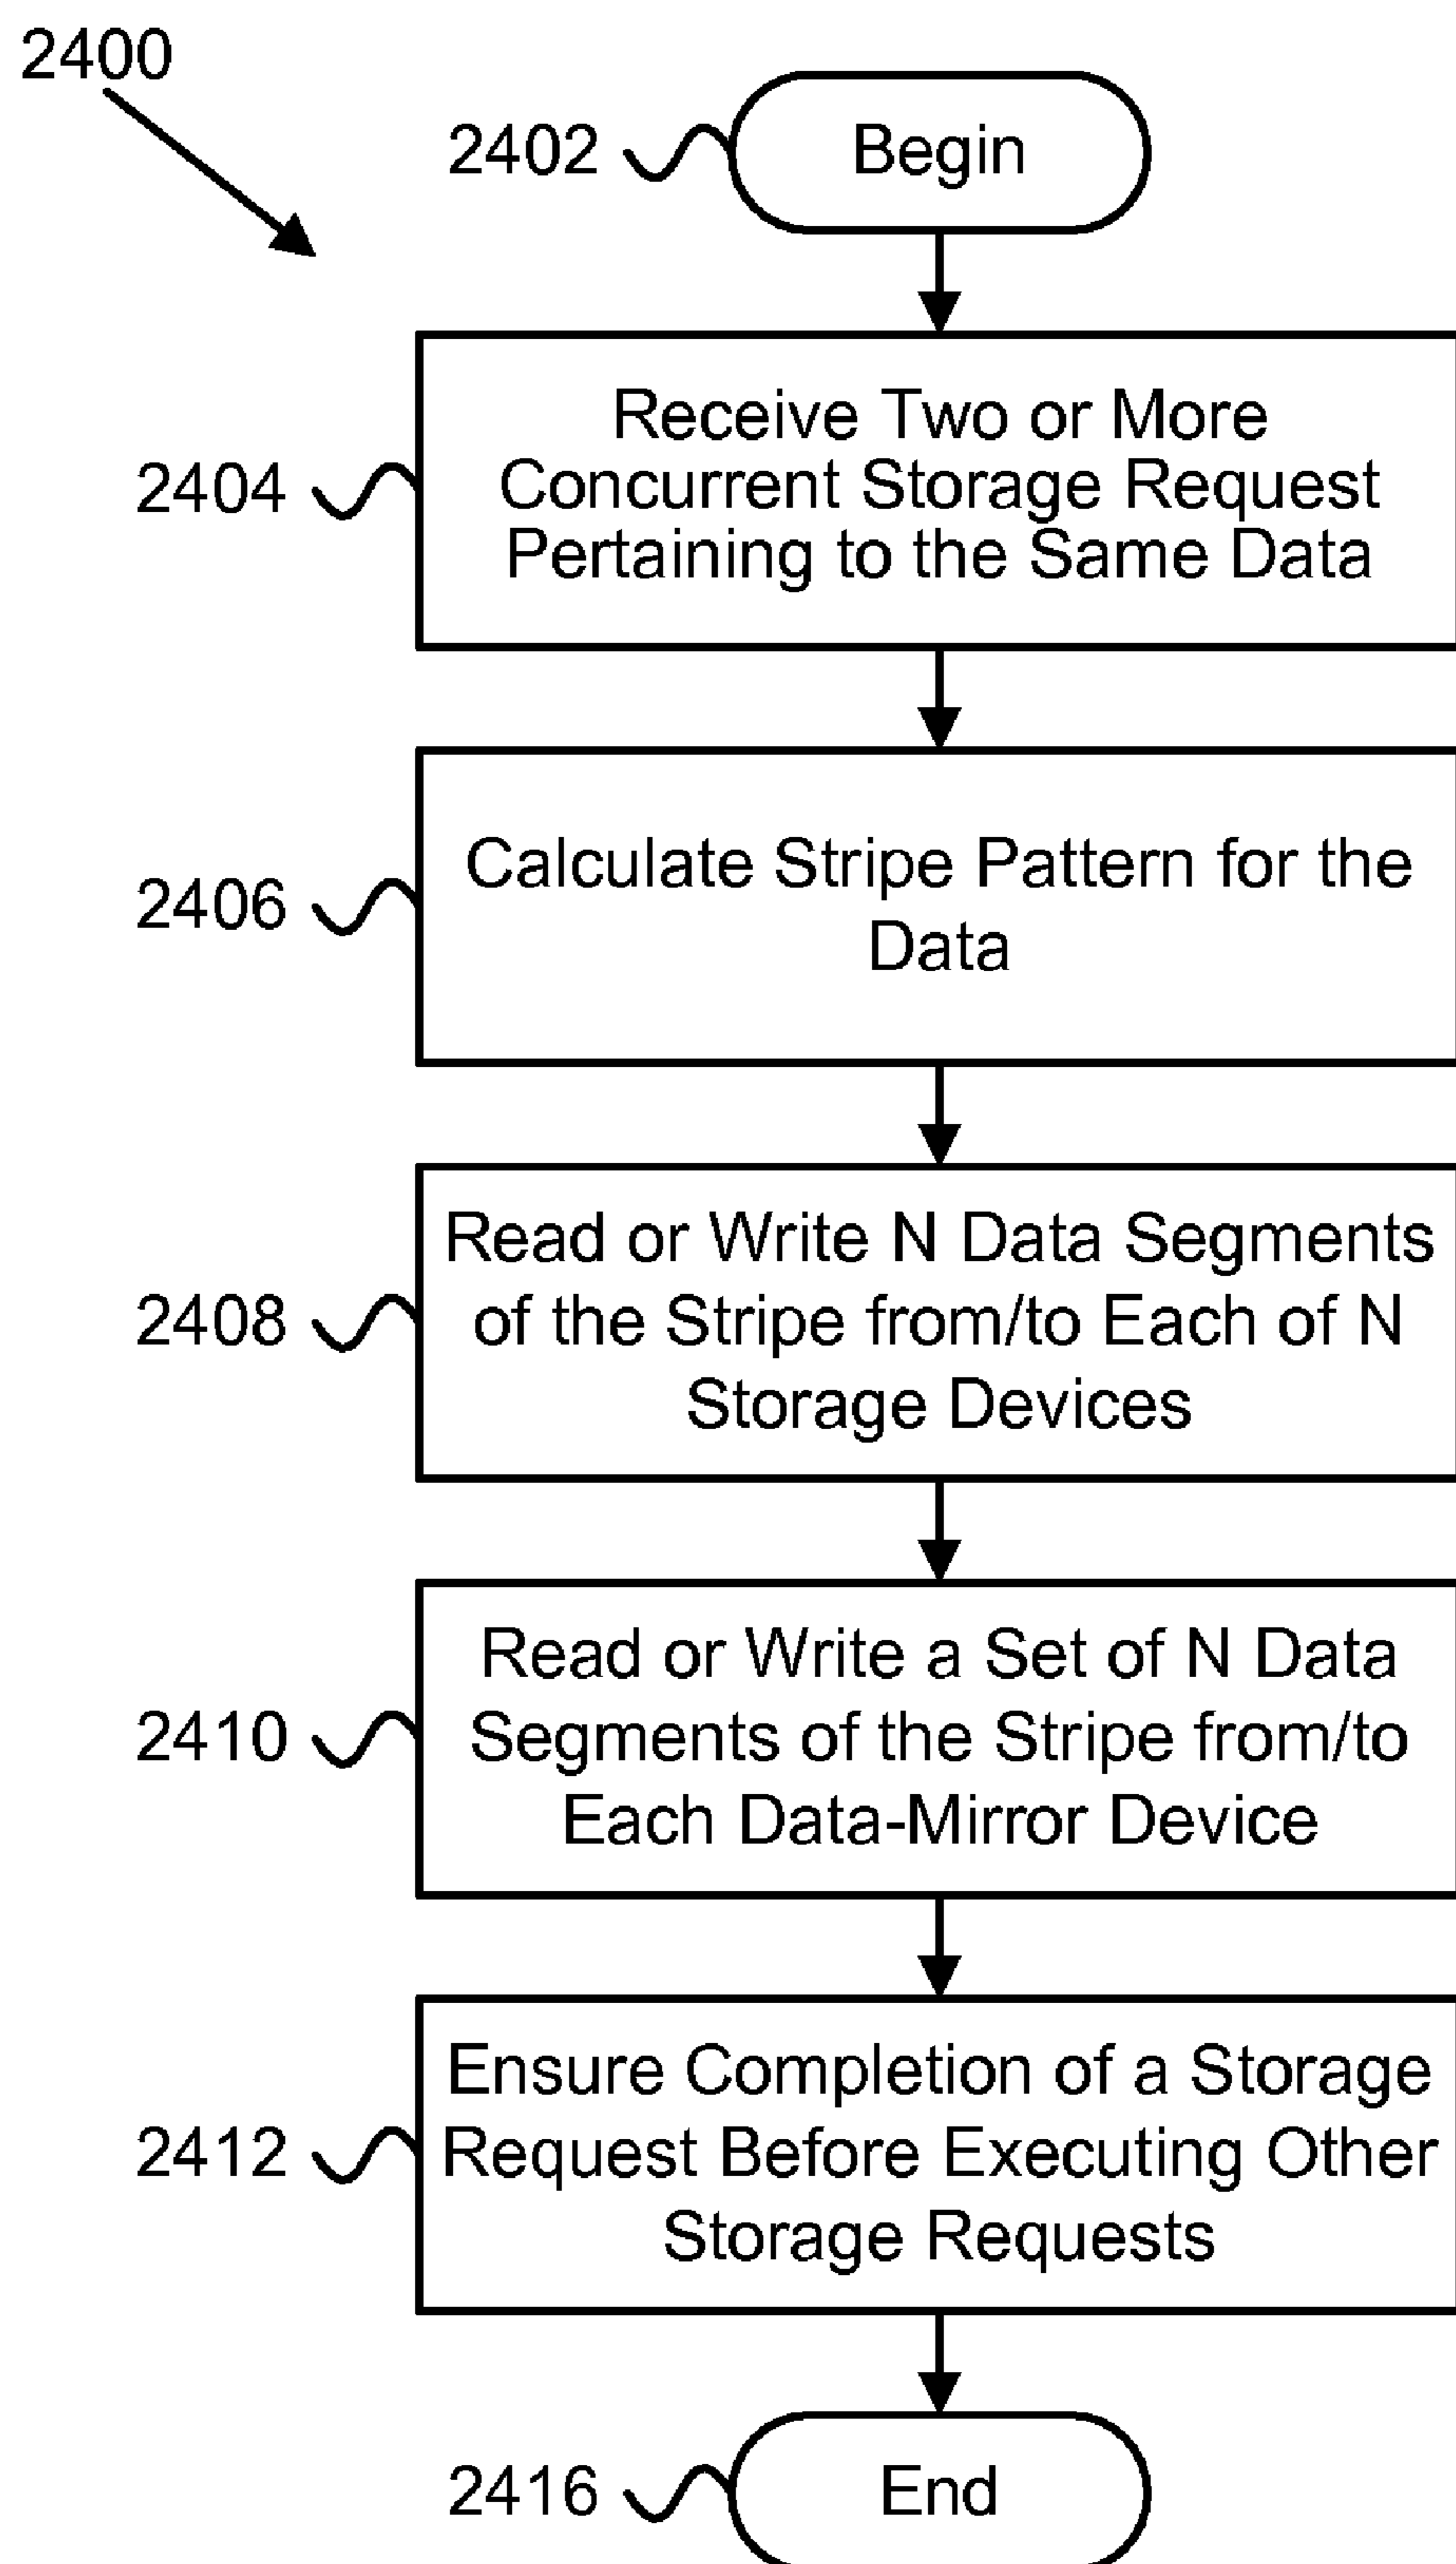 2400
2402
Begin
Receive Two or More
2404
Concurrent Storage Request
Pertaining to the Same Data
Calculate Stripe Pattern for the
2406
Data
Read or Write N Data Segments
2408
of the Stripe from/to Each of N
Storage Devices
Read or Write a Set of N Data
2410
Segments of the Stripe from/to
Each Data-Mirror Device
Ensure Completion of a Storage
2412
Request Before Executing Other
Storage Requests
2416
End